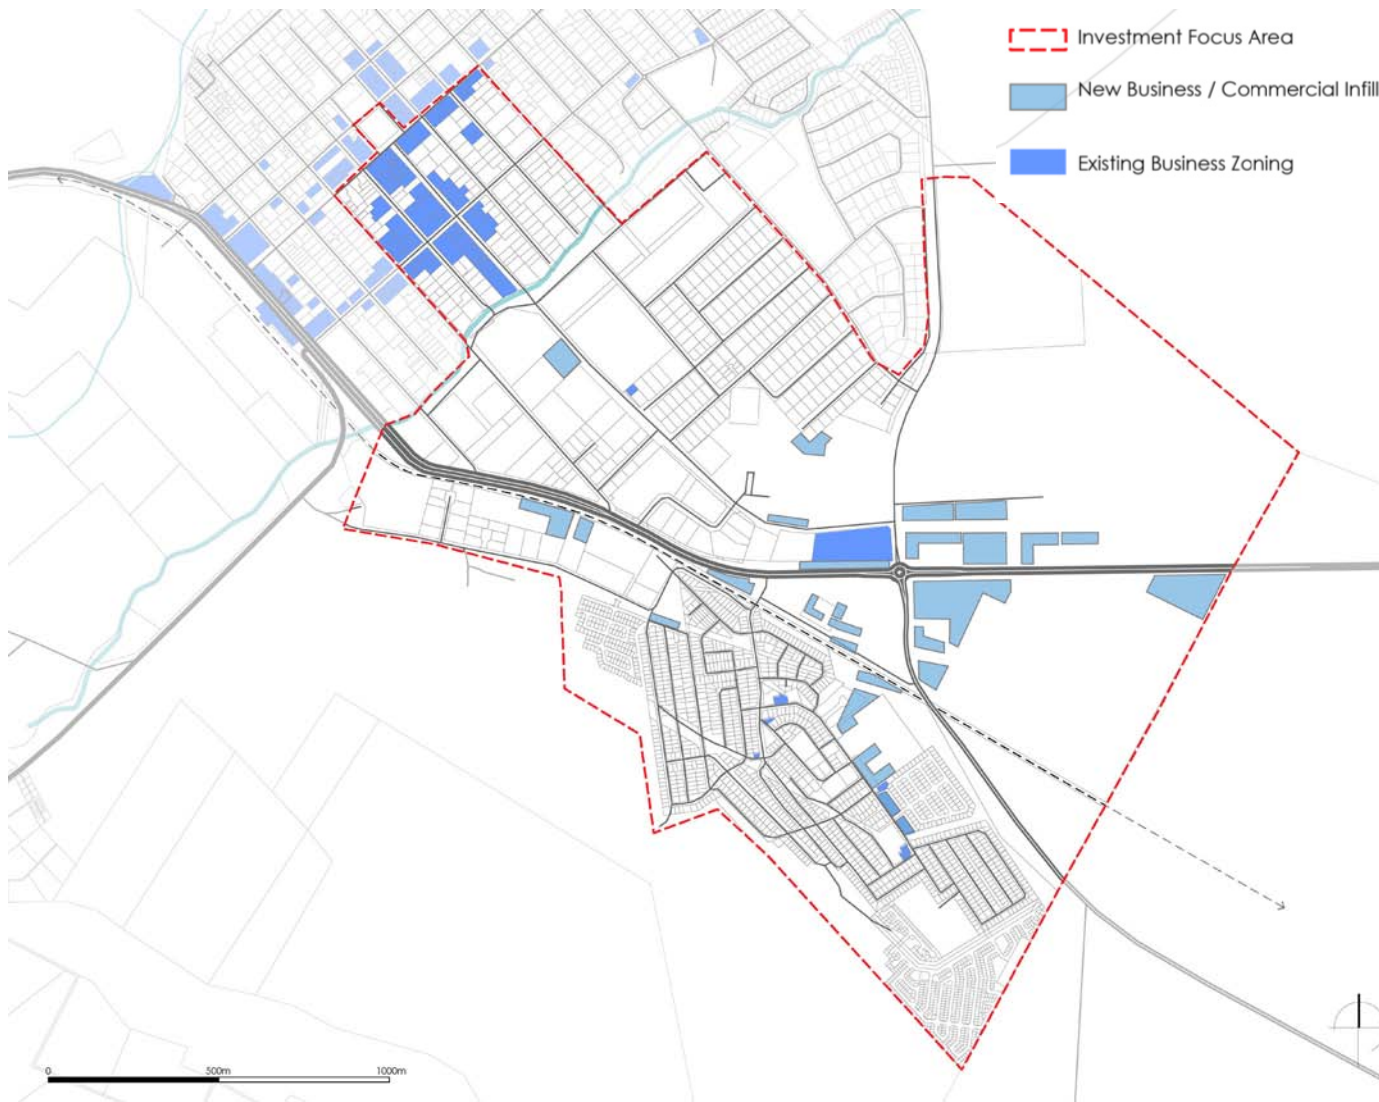 Investment Focus Area
New Business / Commercial Infill
Existing Business Zoning
0 500m 1000m